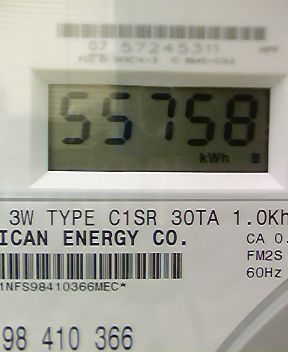 07 57245311
55758
kWh
3W TYPE C1SR 30TA 1.0Kh
ICAN ENERGY CO.
CA 0.
FM2S
60Hz
1NFS98410366MEC*
98 410 366